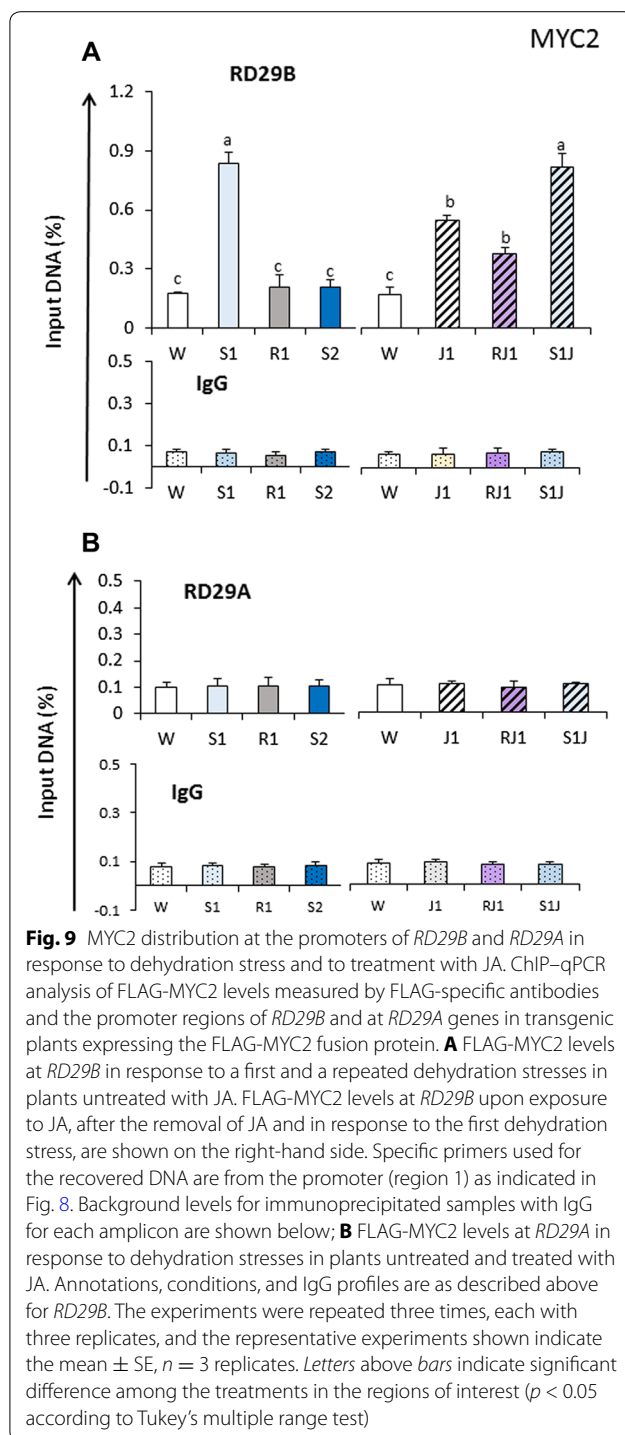 MYC2
A
RD29B
Input DNA (%)
1.2
0.9
0.6
0.3
0
c a c c c b b a
W S1 R1 S2 W J1 RJ1 S1J
IgG
0.5
0.3
0.1
-0.1
W S1 R1 S2 W J1 RJ1 S1J
B
RD29A
Input DNA (%)
0.5
0.4
0.3
0.2
0.1
0
W S1 R1 S2 W J1 RJ1 S1J
IgG
0.5
0.3
0.1
-0.1
W S1 R1 S2 W J1 RJ1 S1J
Fig. 9 MYC2 distribution at the promoters of RD29B and RD29A in
response to dehydration stress and to treatment with JA. ChIP–qPCR
analysis of FLAG-MYC2 levels measured by FLAG-specific antibodies
and the promoter regions of RD29B and at RD29A genes in transgenic
plants expressing the FLAG-MYC2 fusion protein. A FLAG-MYC2 levels
at RD29B in response to a first and a repeated dehydration stresses in
plants untreated with JA. FLAG-MYC2 levels at RD29B upon exposure
to JA, after the removal of JA and in response to the first dehydration
stress, are shown on the right-hand side. Specific primers used for
the recovered DNA are from the promoter (region 1) as indicated in
Fig. 8. Background levels for immunoprecipitated samples with IgG
for each amplicon are shown below; B FLAG-MYC2 levels at RD29A in
response to dehydration stresses in plants untreated and treated with
JA. Annotations, conditions, and IgG profiles are as described above
for RD29B. The experiments were repeated three times, each with
three replicates, and the representative experiments shown indicate
the mean ± SE, n = 3 replicates. Letters above bars indicate significant
difference among the treatments in the regions of interest (p < 0.05
according to Tukey's multiple range test)